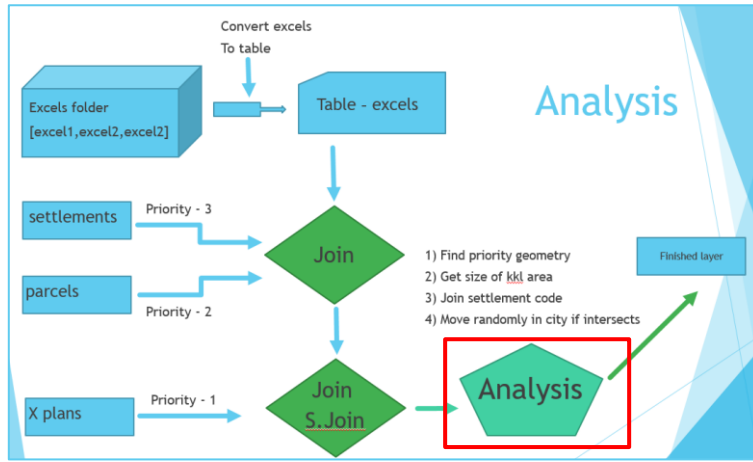 Convert excels
To table
Analysis
Excels folder
[excel1,excel2,excel2]
Table - excels
settlements
Priority - 3
Join
1) Find priority geometry
2) Get size of kkl area
3) Join settlement code
4) Move randomly in city if intersects
Finished layer
parcels
Priority - 2
X plans
Priority - 1
Join
S.Join
Analysis